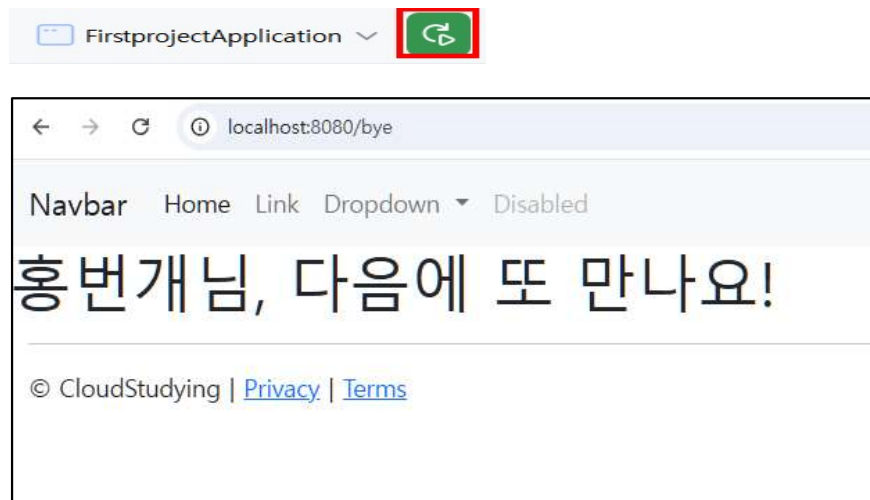 FirstprojectApplication
localhost:8080/bye
Navbar Home Link Dropdown Disabled
홍번개님, 다음에 또 만나요!
© CloudStudying | Privacy | Terms